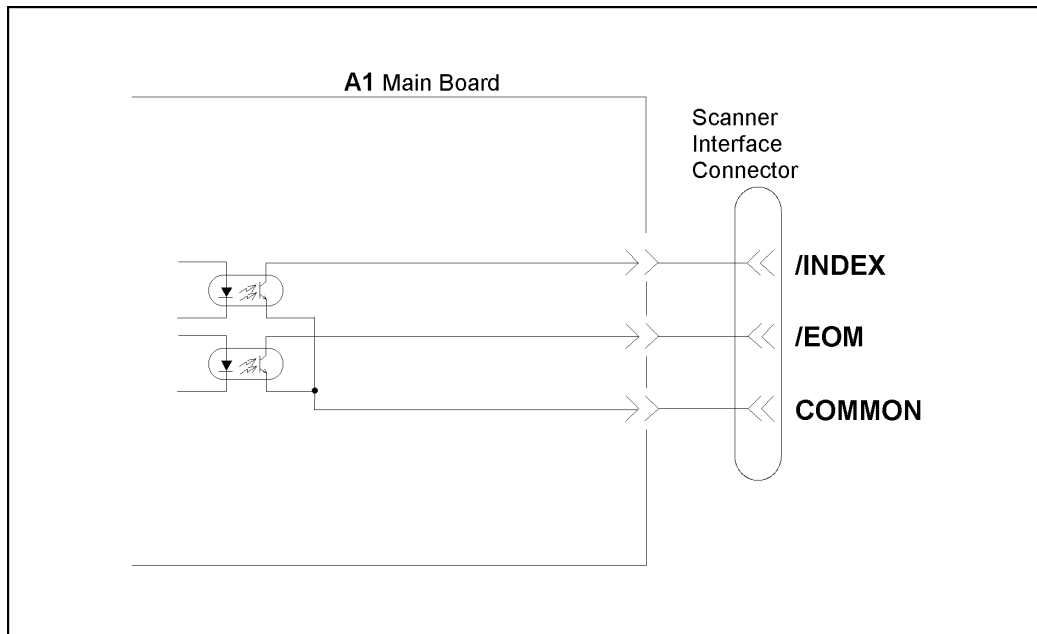 A1 Main Board
Scanner
Interface
Connector
/INDEX
/EOM
COMMON